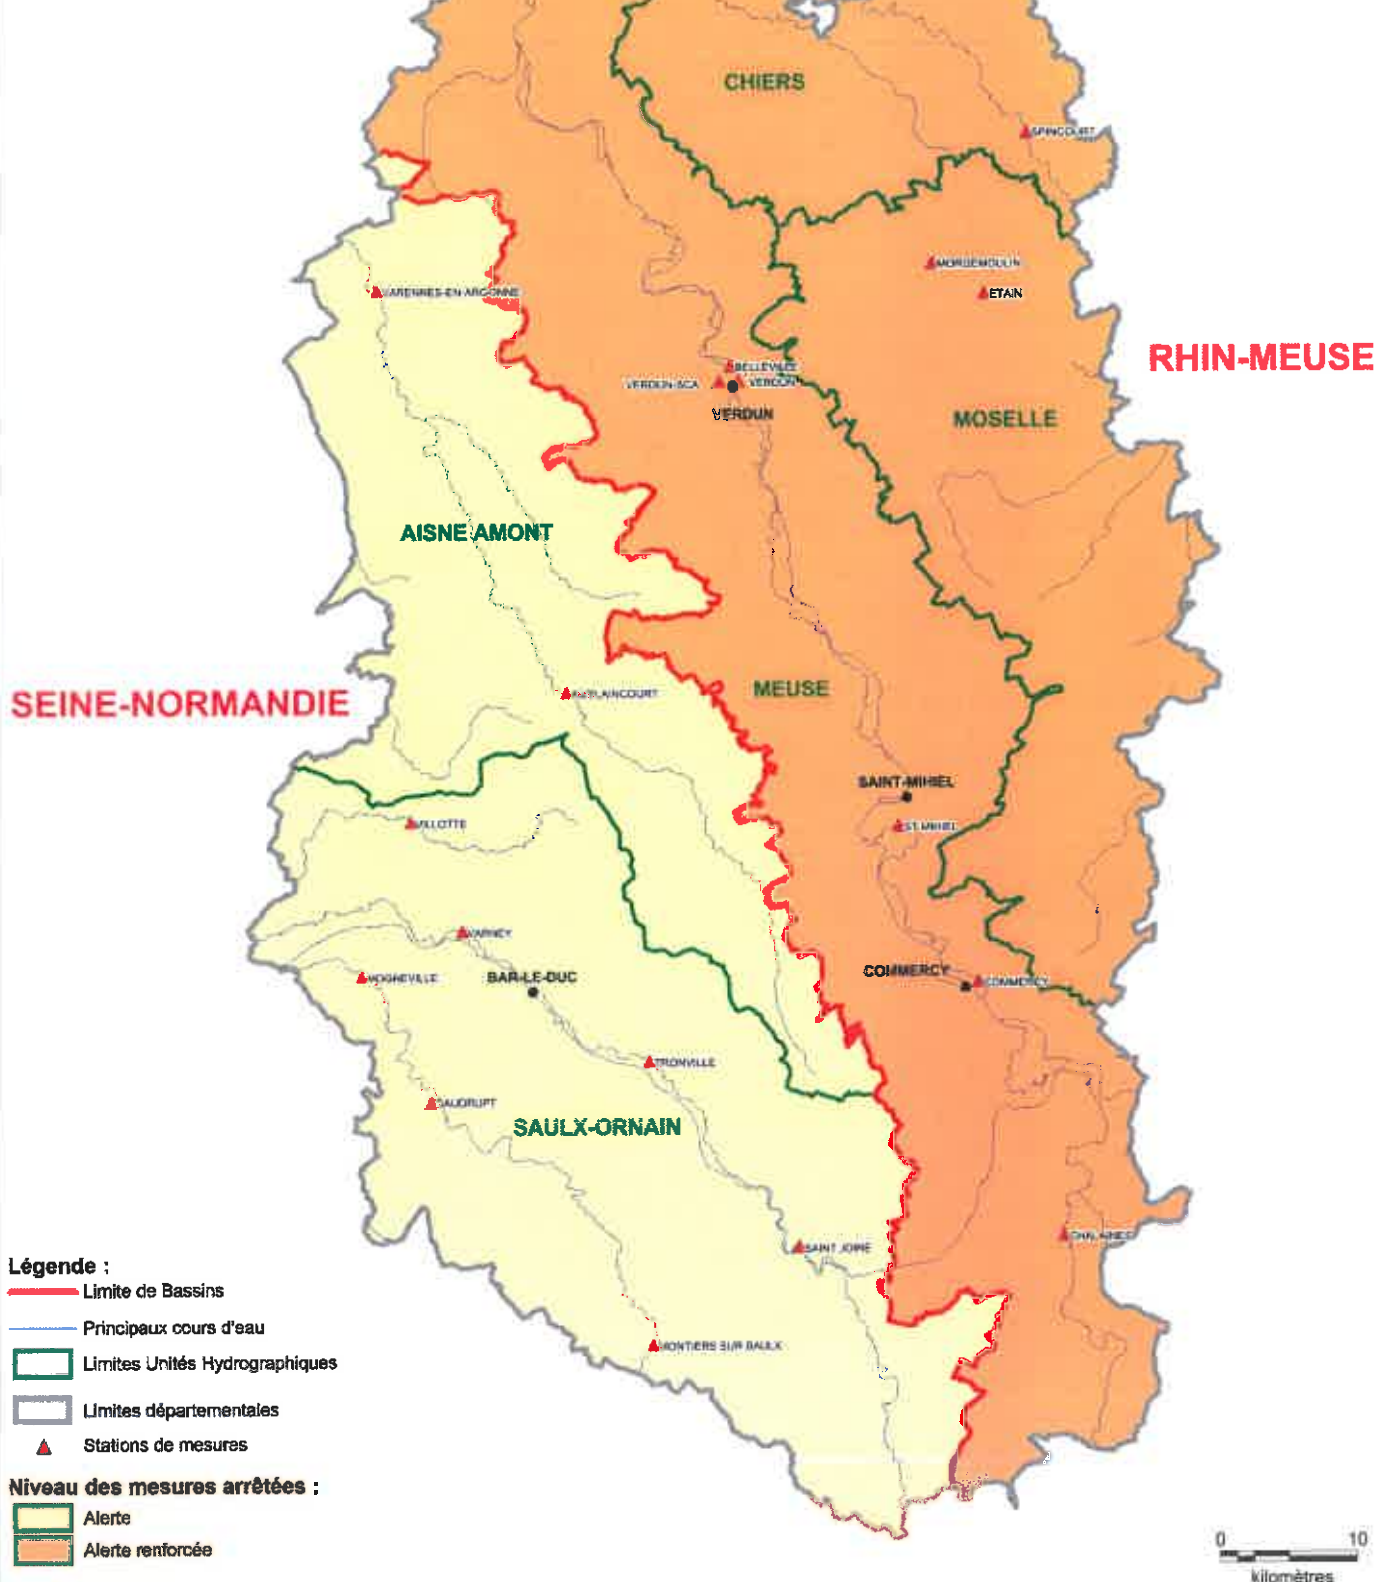 CHIERS
SPINCOURT
MORGEMOULIN
ETAIN
VARENNES-EN-ARGONNE
RHIN-MEUSE
BELLEVILLE
VERDUN-SCA
VERDUN
VERDUN
MOSELLE
AISNE AMONT
SEINE-NORMANDIE
MEUSE
SAINT-MIHIEL
ST-MIHIEL
VILLOTTE
VARNEY
MOGNEVILLE
BAR-LE-DUC
COMMERCY
COMMERCY
TRONVILLE
SAUDRUPT
SAULX-ORNAIN
CHALAINES
SAINT JOIRE
MONTIERS SUR SAULX
Légende :
Limite de Bassins
Principaux cours d'eau
Limites Unités Hydrographiques
Limites départementales
Stations de mesures
Niveau des mesures arrêtées :
Alerte
Alerte renforcée
0 10
kilomètres